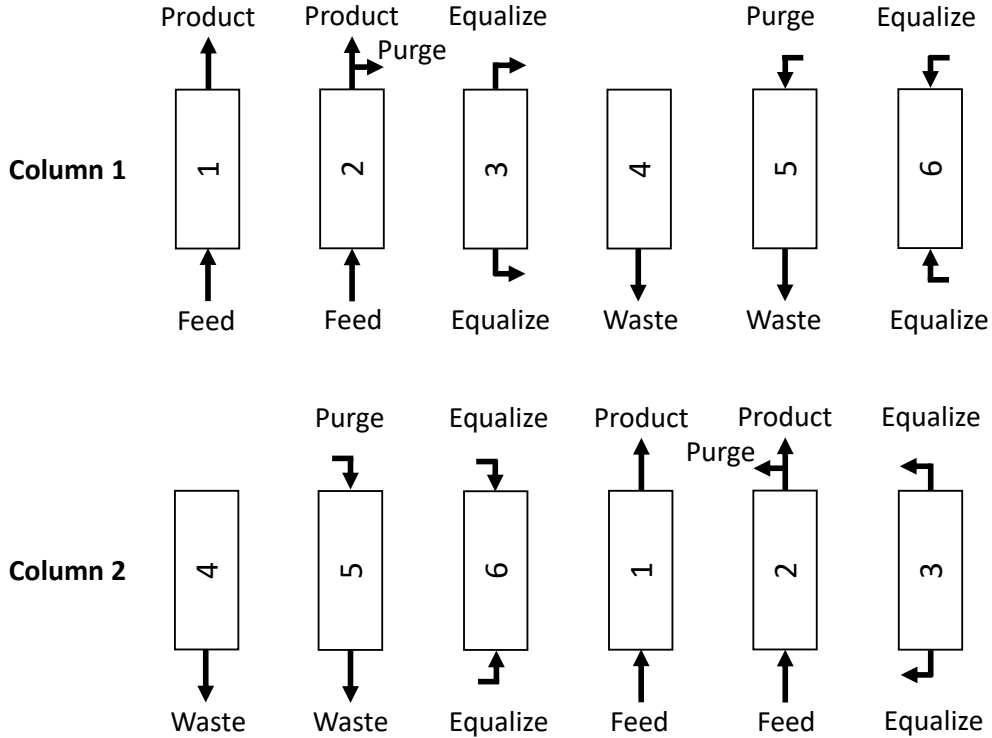 Product Product Equalize Purge Equalize
Purge
Column 1 1 2 3 4 5 6
Feed Feed Equalize Waste Waste Equalize
Purge Equalize Product Product Equalize
Purge
Column 2 4 5 6 1 2 3
Waste Waste Equalize Feed Feed Equalize